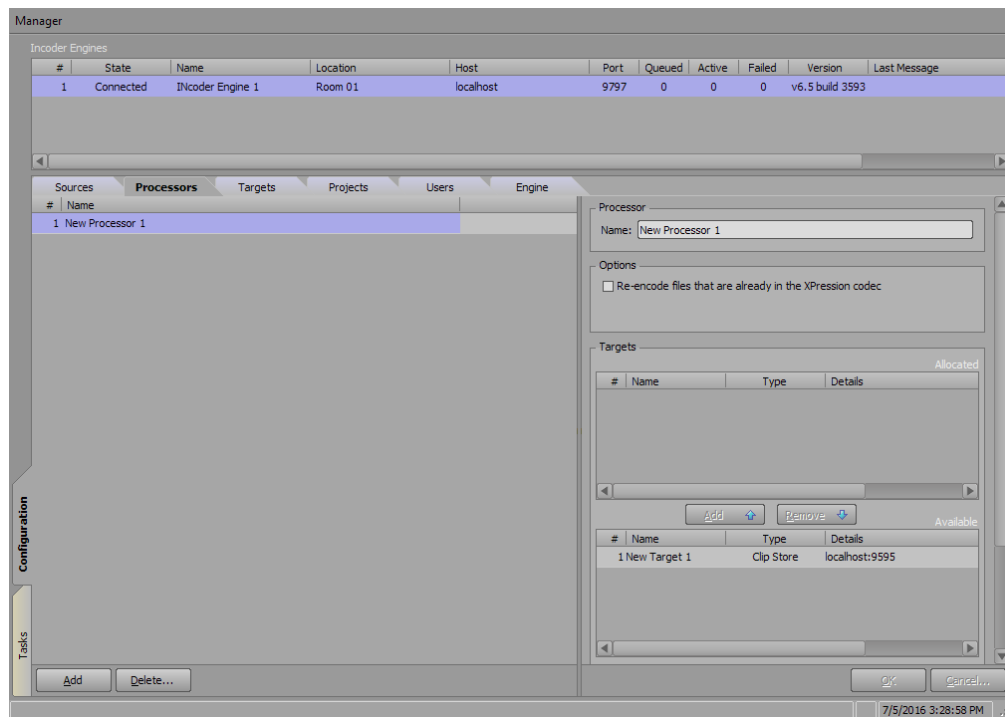 Manager
Incoder Engines
# State Name Location Host Port Queued Active Failed Version Last Message
1 Connected INcoder Engine 1 Room 01 localhost 9797 0 0 0 v6.5 build 3593
Sources Processors Targets Projects Users Engine
# Name
1 New Processor 1
Processor
Name: New Processor 1
Options
Re-encode files that are already in the XPression codec
Targets
Allocated
# Name Type Details
Add Remove
Available
# Name Type Details
1 New Target 1 Clip Store localhost:9595
Configuration
Tasks
Add Delete...
OK Cancel...
7/5/2016 3:28:58 PM